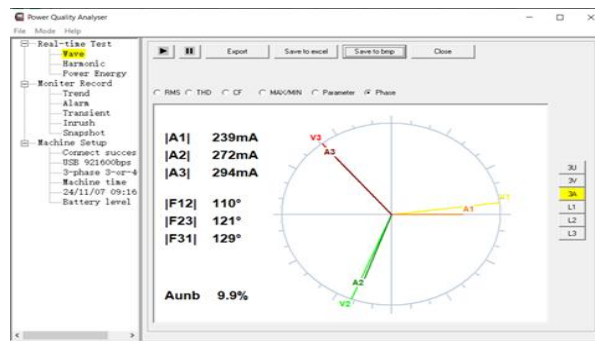 Power Quality Analyser
File Mode Help
Real-time Test
Wave
Harmonic
Power Energy
Moniter Record
Trend
Alarm
Transient
Inrush
Snapshot
Machine Setup
Connect succes
USB 921600bps
3-phase 3-or-4
Machine time
24/11/07 09:16
Battery level
Export
Save to excel
Save to bmp
Close
RMS
THD
CF
MAX/MIN
Parameter
Phase
|A1| 239mA
|A2| 272mA
|A3| 294mA
|F12| 110°
|F23| 121°
|F31| 129°
Aunb 9.9%
V3
A3
A1
A2
V2
3U
3V
3A
L1
L2
L3